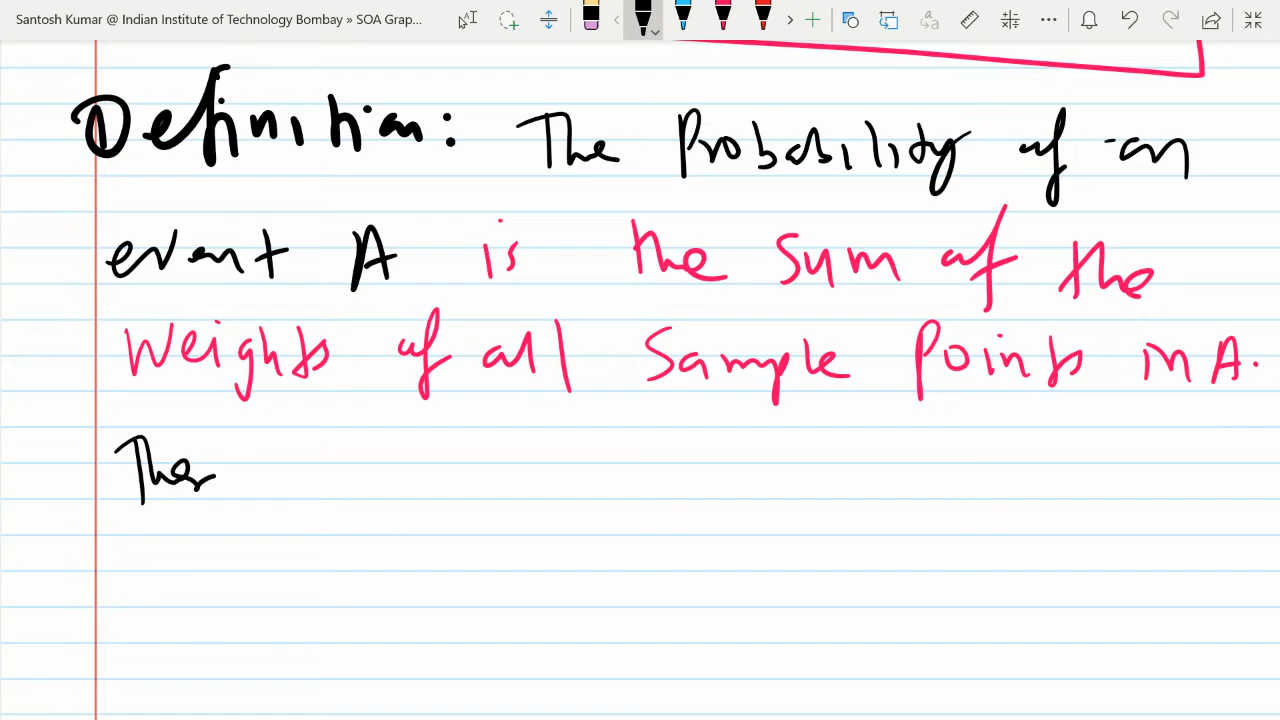 Santosh Kumar @ Indian Institute of Technology Bombay » SOA Grap...
Definition: The Probability of an
event A is the sum of the
Weights of all Sample Points in A.
Ther